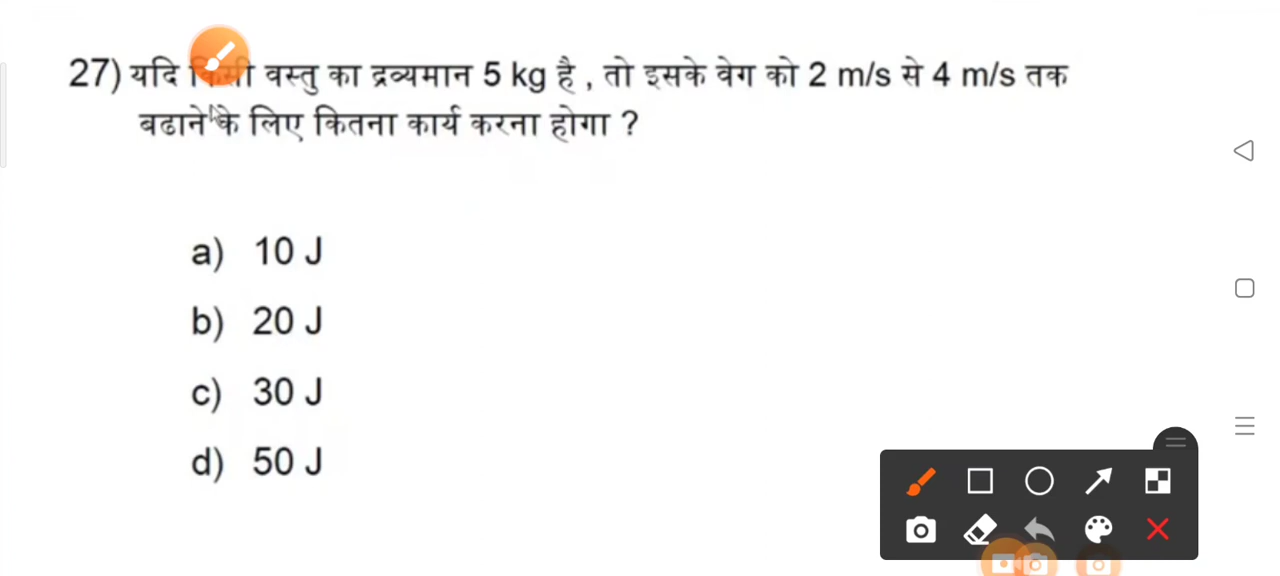 27) यदि किसी वस्तु का द्रव्यमान 5 kg है , तो इसके वेग को 2 m/s से 4 m/s तक
बढाने के लिए कितना कार्य करना होगा ?
a) 10 J
b) 20 J
c) 30 J
d) 50 J